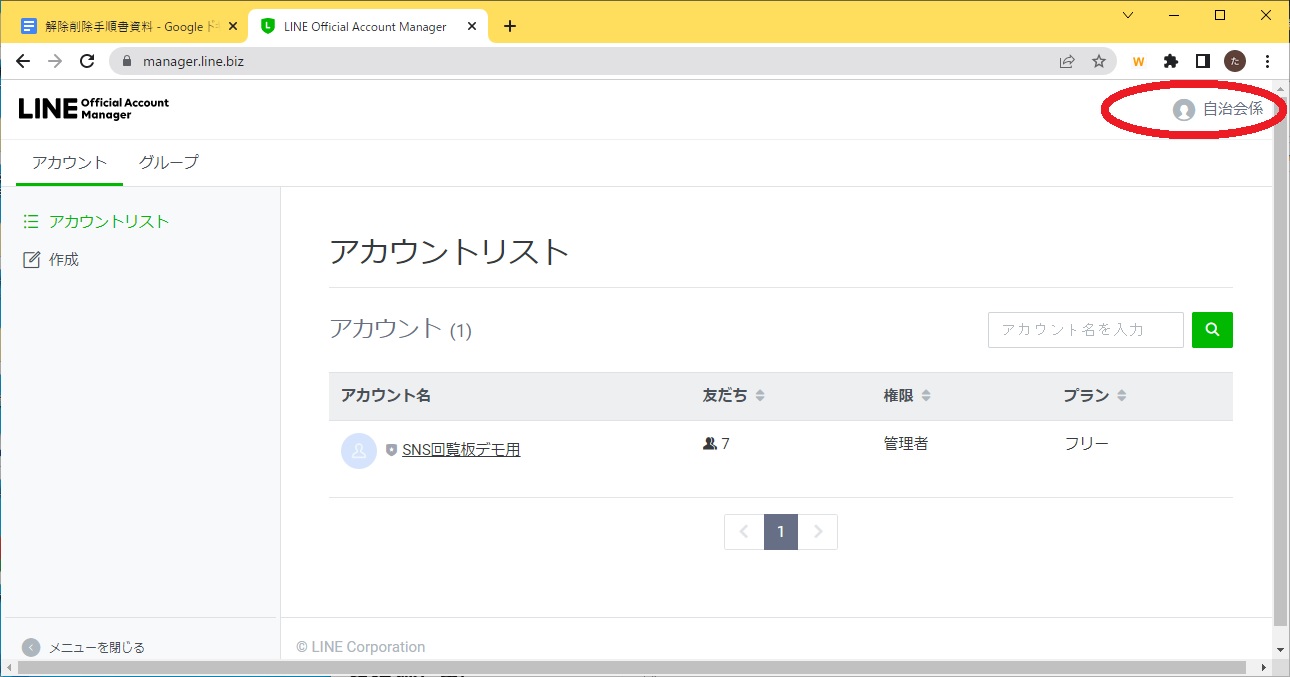 解除削除手順書資料 - Google
LINE Official Account Manager
manager.line.biz
W
た
LINE Official Account Manager
自治会係
アカウント グループ
アカウントリスト
作成
アカウントリスト
アカウント (1)
アカウント名を入力
アカウント名 友だち 権限 プラン
SNS回覧板デモ用 7 管理者 フリー
1
メニューを閉じる
© LINE Corporation